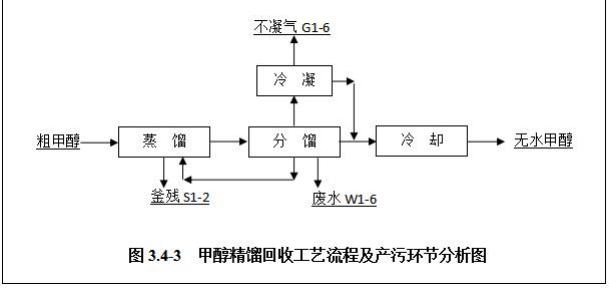 不凝气 G1-6
冷 凝
粗甲醇
蒸 馏
分 馏
冷 却
无水甲醇
釜残 S1-2
废水 W1-6
图 3.4-3 甲醇精馏回收工艺流程及产污环节分析图